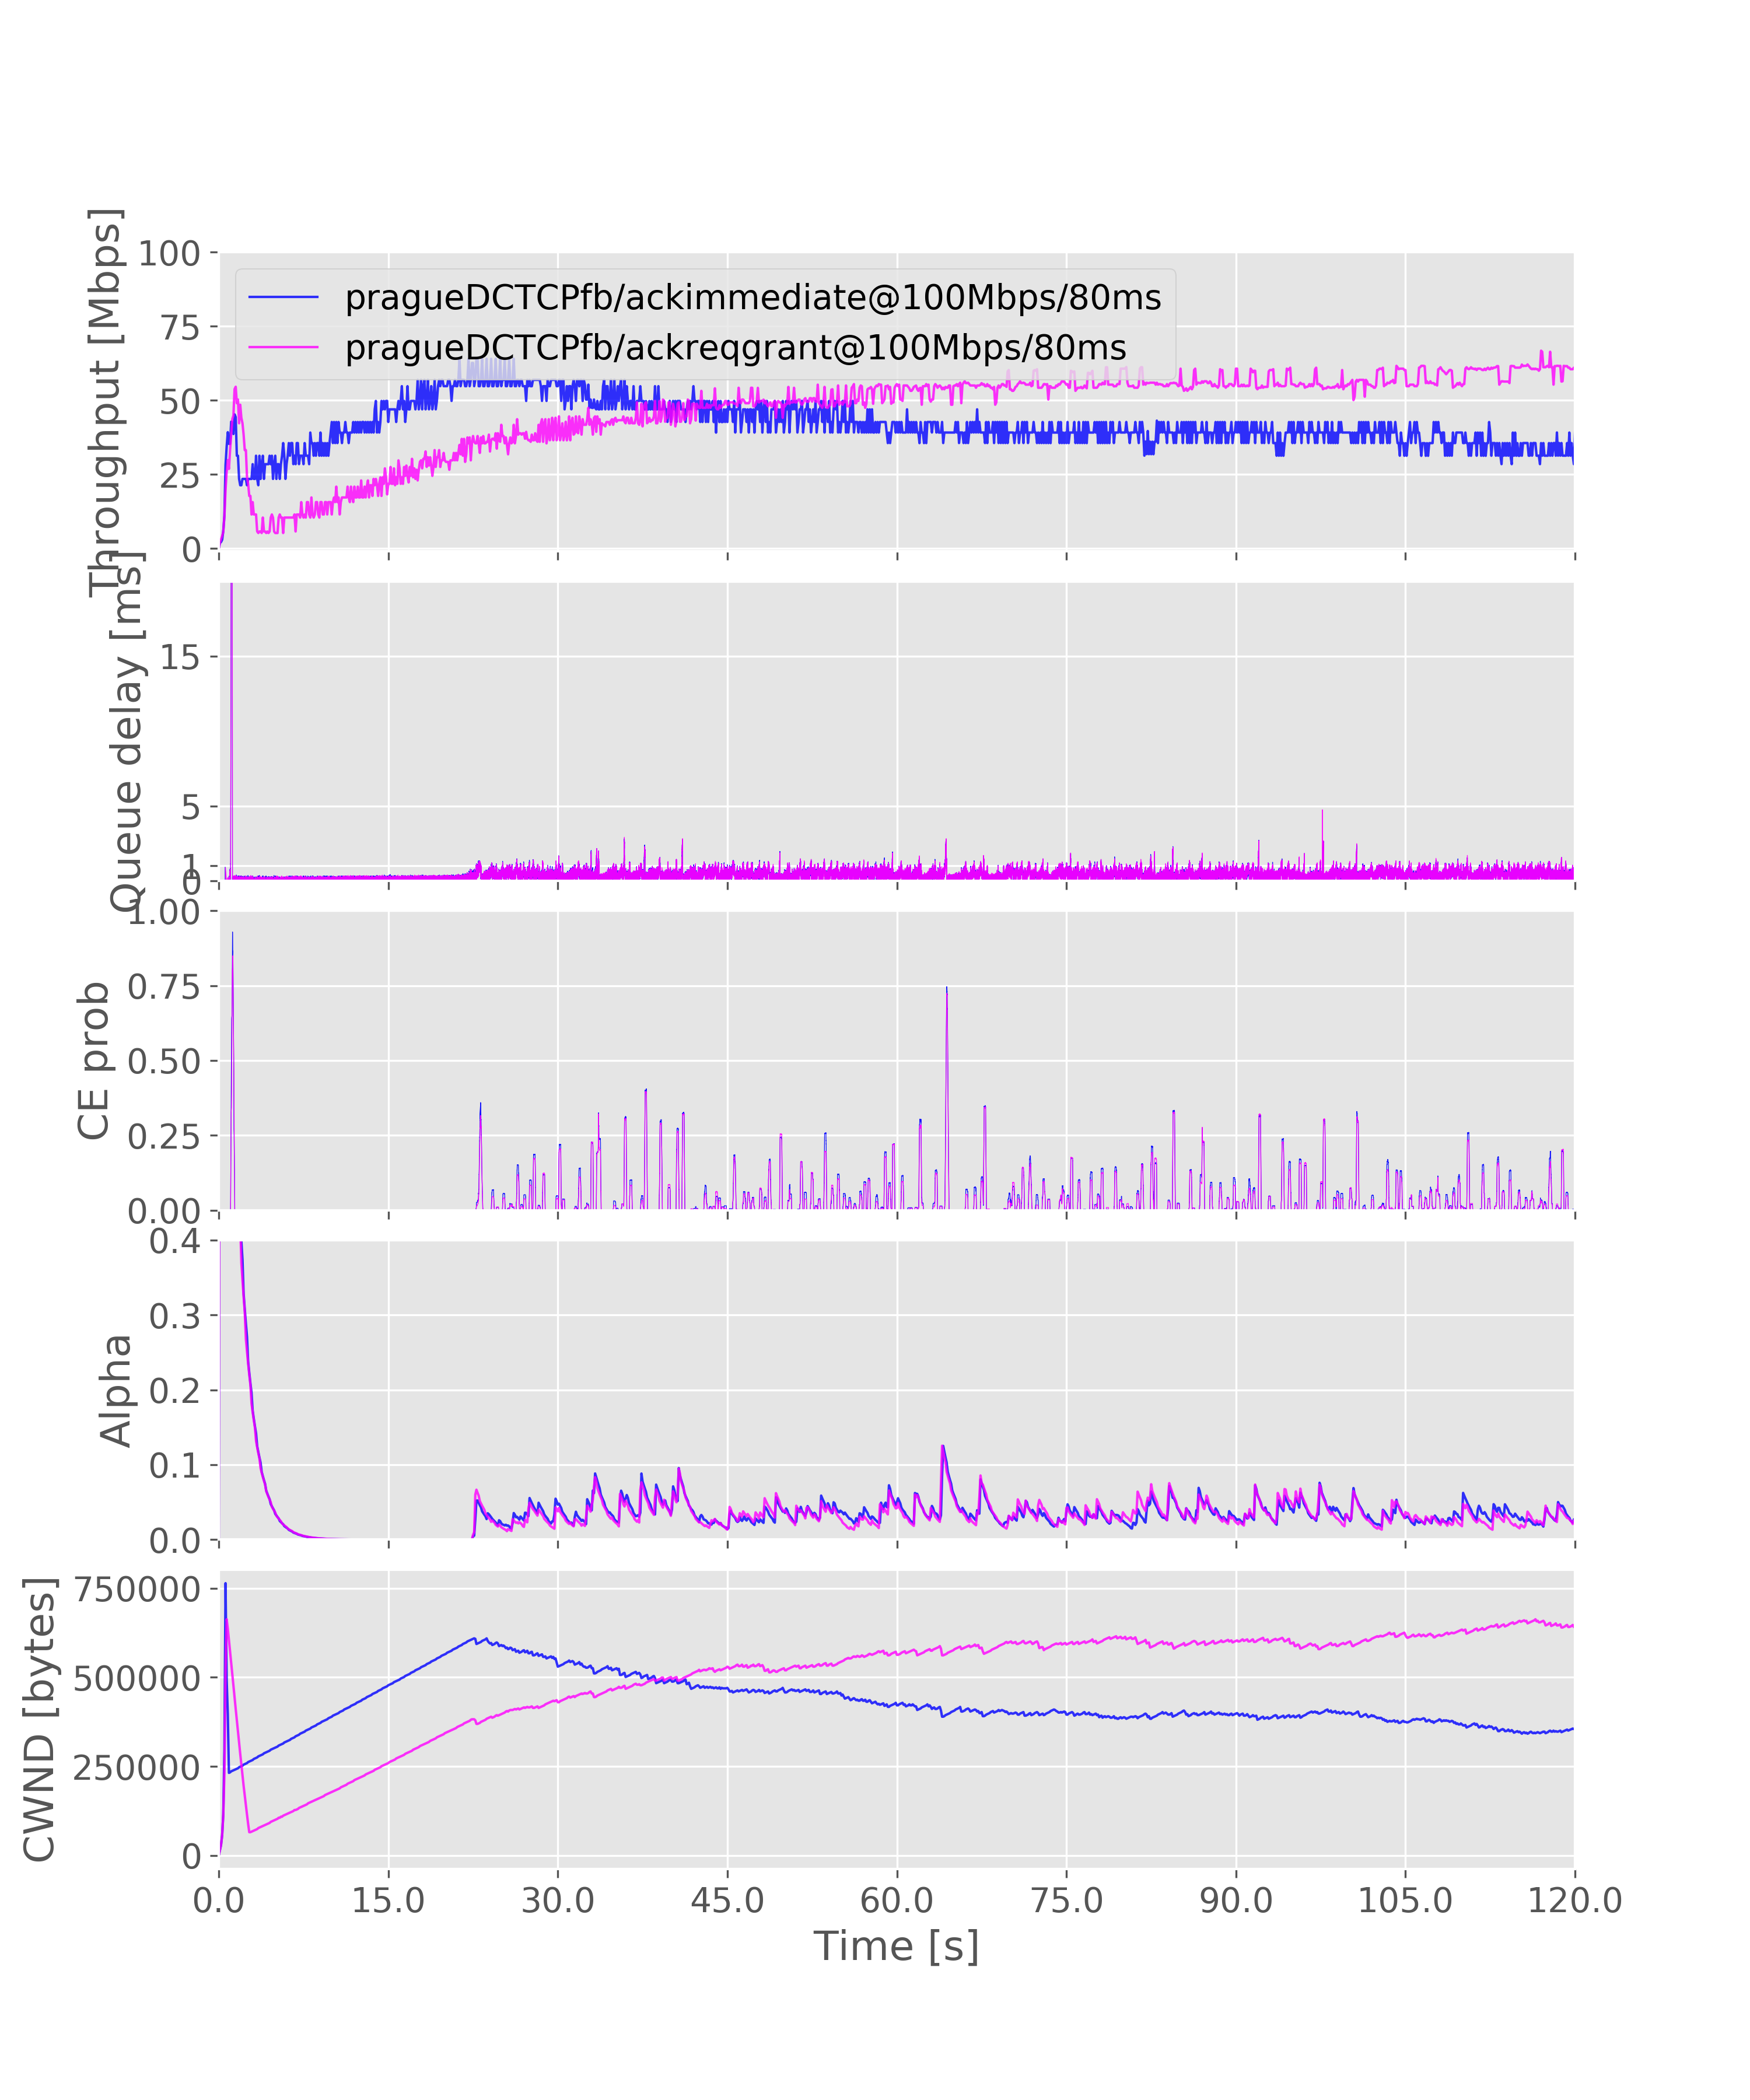 Throughput [Mbps]
100
75
50
25
0
pragueDCTCPfb/ackimmediate@100Mbps/80ms
pragueDCTCPfb/ackreqgrant@100Mbps/80ms
Queue delay [ms]
15
5
1
0
CE prob
1.00
0.75
0.50
0.25
0.00
Alpha
0.4
0.3
0.2
0.1
0.0
CWND [bytes]
750000
500000
250000
0
0.0 15.0 30.0 45.0 60.0 75.0 90.0 105.0 120.0
Time [s]